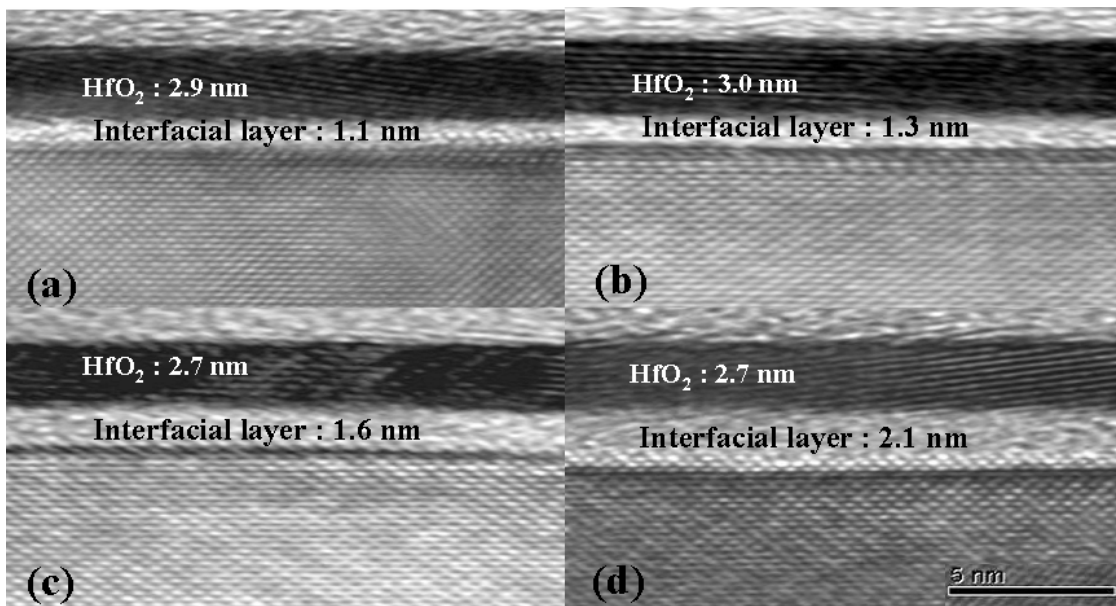 HfO₂ : 2.9 nm
Interfacial layer : 1.1 nm
(a)
HfO₂ : 3.0 nm
Interfacial layer : 1.3 nm
(b)
HfO₂ : 2.7 nm
Interfacial layer : 1.6 nm
(c)
HfO₂ : 2.7 nm
Interfacial layer : 2.1 nm
(d)
5 nm